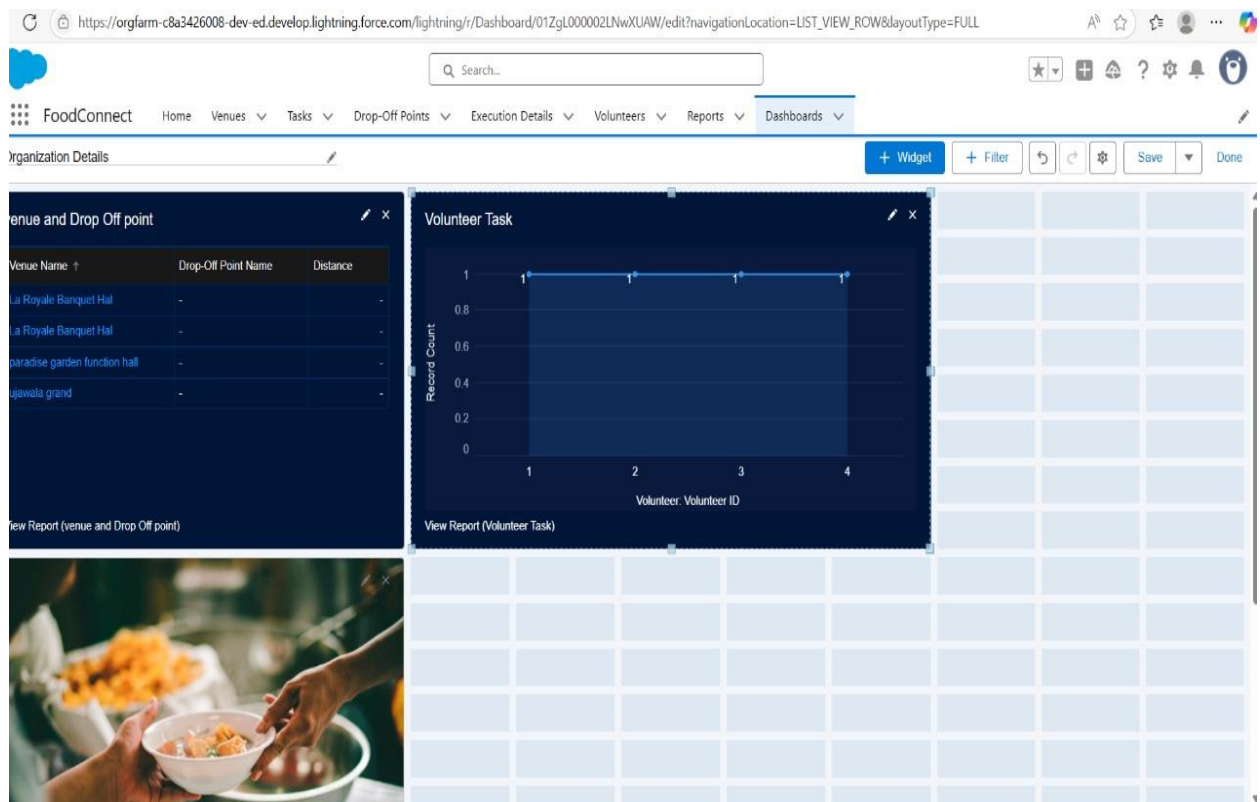 https://orgfarm-c8a3426008-dev-ed.develop.lightning.force.com/lightning/r/Dashboard/01ZgL000002LNwXUAW/edit?navigationLocation=LIST_VIEW_ROW&layoutType=FULL
Search...
FoodConnect Home Venues Tasks Drop-Off Points Execution Details Volunteers Reports Dashboards
Organization Details + Widget + Filter Save Done
venue and Drop Off point
Venue Name ↑ Drop-Off Point Name Distance
La Royale Banquet Hal - -
La Royale Banquet Hal - -
paradise garden function hall - -
ujawala grand - -
View Report (venue and Drop Off point)
Volunteer Task
Record Count
1
0.8
0.6
0.4
0.2
0
1 1 1 1
1 2 3 4
Volunteer: Volunteer ID
View Report (Volunteer Task)